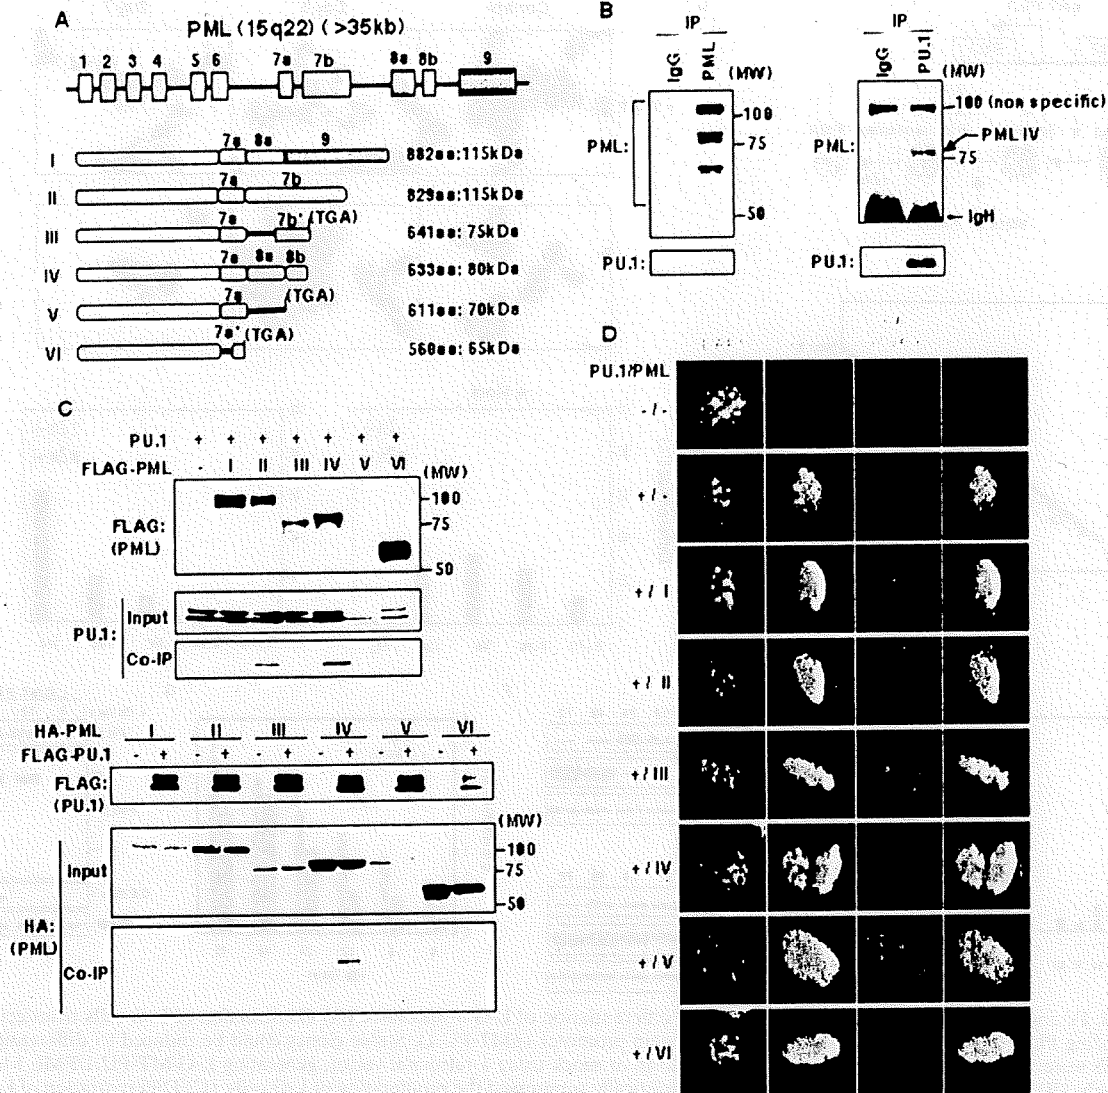 A
PML (15q22) (>35kb)
1 2 3 4 5 6 7a 7b 8a 8b 9
7a 8a 9
I 882aa:115kDa
7a 7b
II 829aa:115kDa
7a 7b' (TGA)
III 641aa: 75kDa
7a 8a 8b
IV 633aa: 80kDa
7a (TGA)
V 611aa: 70kDa
7a' (TGA)
VI 560aa: 65kDa
B
IP
IgG PML (MW)
100
PML: 75
50
PU.1:
IP
IgG PU.1 (MW)
100 (non specific)
PML IV
PML: 75
IgH
PU.1:
C
PU.1 + + + + + + +
FLAG-PML - I II III IV V VI
(MW)
100
FLAG: 75
(PML)
50
Input
PU.1:
Co-IP
HA-PML I II III IV V VI
FLAG-PU.1 - + - + - + - + - + - +
FLAG:
(PU.1)
(MW)
100
Input 75
50
HA:
(PML)
Co-IP
D
PU.1/PML
- / -
+ / -
+ / I
+ / II
+ / III
+ / IV
+ / V
+ / VI